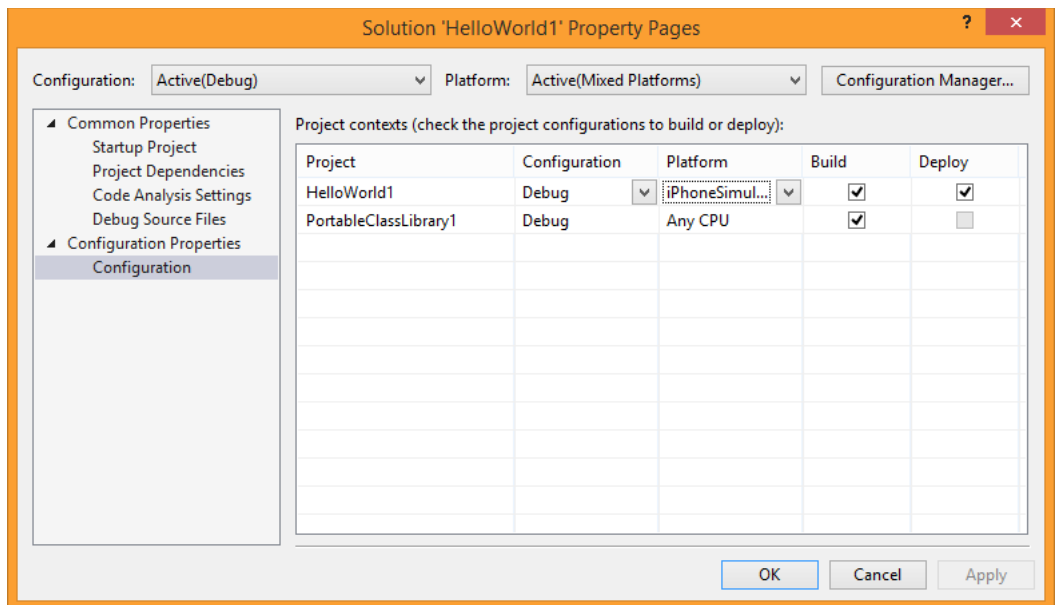 Solution 'HelloWorld1' Property Pages
? ×
Configuration: Active(Debug) Platform: Active(Mixed Platforms) Configuration Manager...
Common Properties
Startup Project
Project Dependencies
Code Analysis Settings
Debug Source Files
Configuration Properties
Configuration
Project contexts (check the project configurations to build or deploy):
Project Configuration Platform Build Deploy
HelloWorld1 Debug iPhoneSimul...
PortableClassLibrary1 Debug Any CPU
OK Cancel Apply